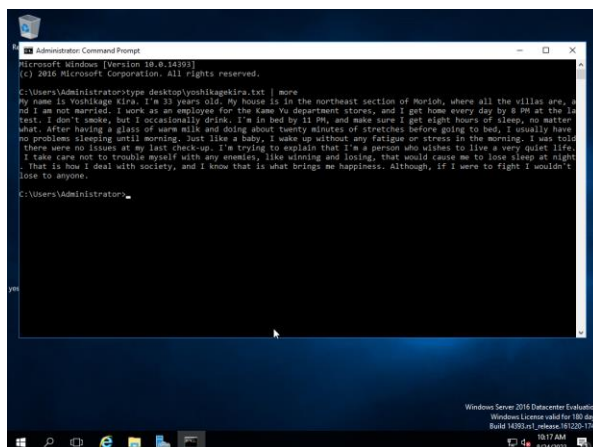 Administrator: Command Prompt
Microsoft Windows [Version 10.0.14393]
(c) 2016 Microsoft Corporation. All rights reserved.
C:\Users\Administrator>type desktop\yoshikagekira.txt | more
My name is Yoshikage Kira. I'm 33 years old. My house is in the northeast section of Morioh, where all the villas are, a
nd I am not married. I work as an employee for the Kame Yu department stores, and I get home every day by 8 PM at the la
test. I don't smoke, but I occasionally drink. I'm in bed by 11 PM, and make sure I get eight hours of sleep, no matter
what. After having a glass of warm milk and doing about twenty minutes of stretches before going to bed, I usually have
no problems sleeping until morning. Just like a baby, I wake up without any fatigue or stress in the morning. I was told
there were no issues at my last check-up. I'm trying to explain that I'm a person who wishes to live a very quiet life.
I take care not to trouble myself with any enemies, like winning and losing, that would cause me to lose sleep at night
. That is how I deal with society, and I know that is what brings me happiness. Although, if I were to fight I wouldn't
lose to anyone.
C:\Users\Administrator>_
yos
Windows Server 2016 Datacenter Evaluatio
Windows License valid for 180 da
Build 14393.rs1_release.161220-174
10:17 AM